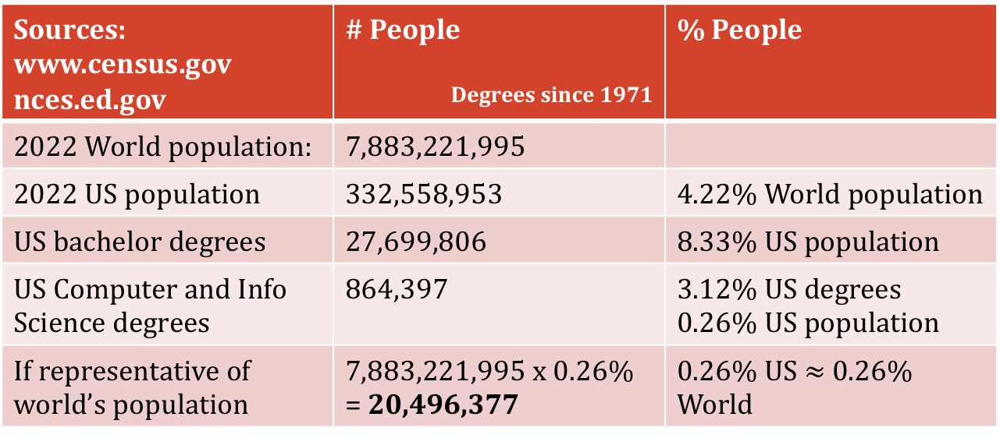 Sources:
www.census.gov
nces.ed.gov
# People
Degrees since 1971
% People
2022 World population:
7,883,221,995
2022 US population
332,558,953
4.22% World population
US bachelor degrees
27,699,806
8.33% US population
US Computer and Info
Science degrees
864,397
3.12% US degrees
0.26% US population
If representative of
world’s population
7,883,221,995 x 0.26%
= 20,496,377
0.26% US ≈ 0.26%
World